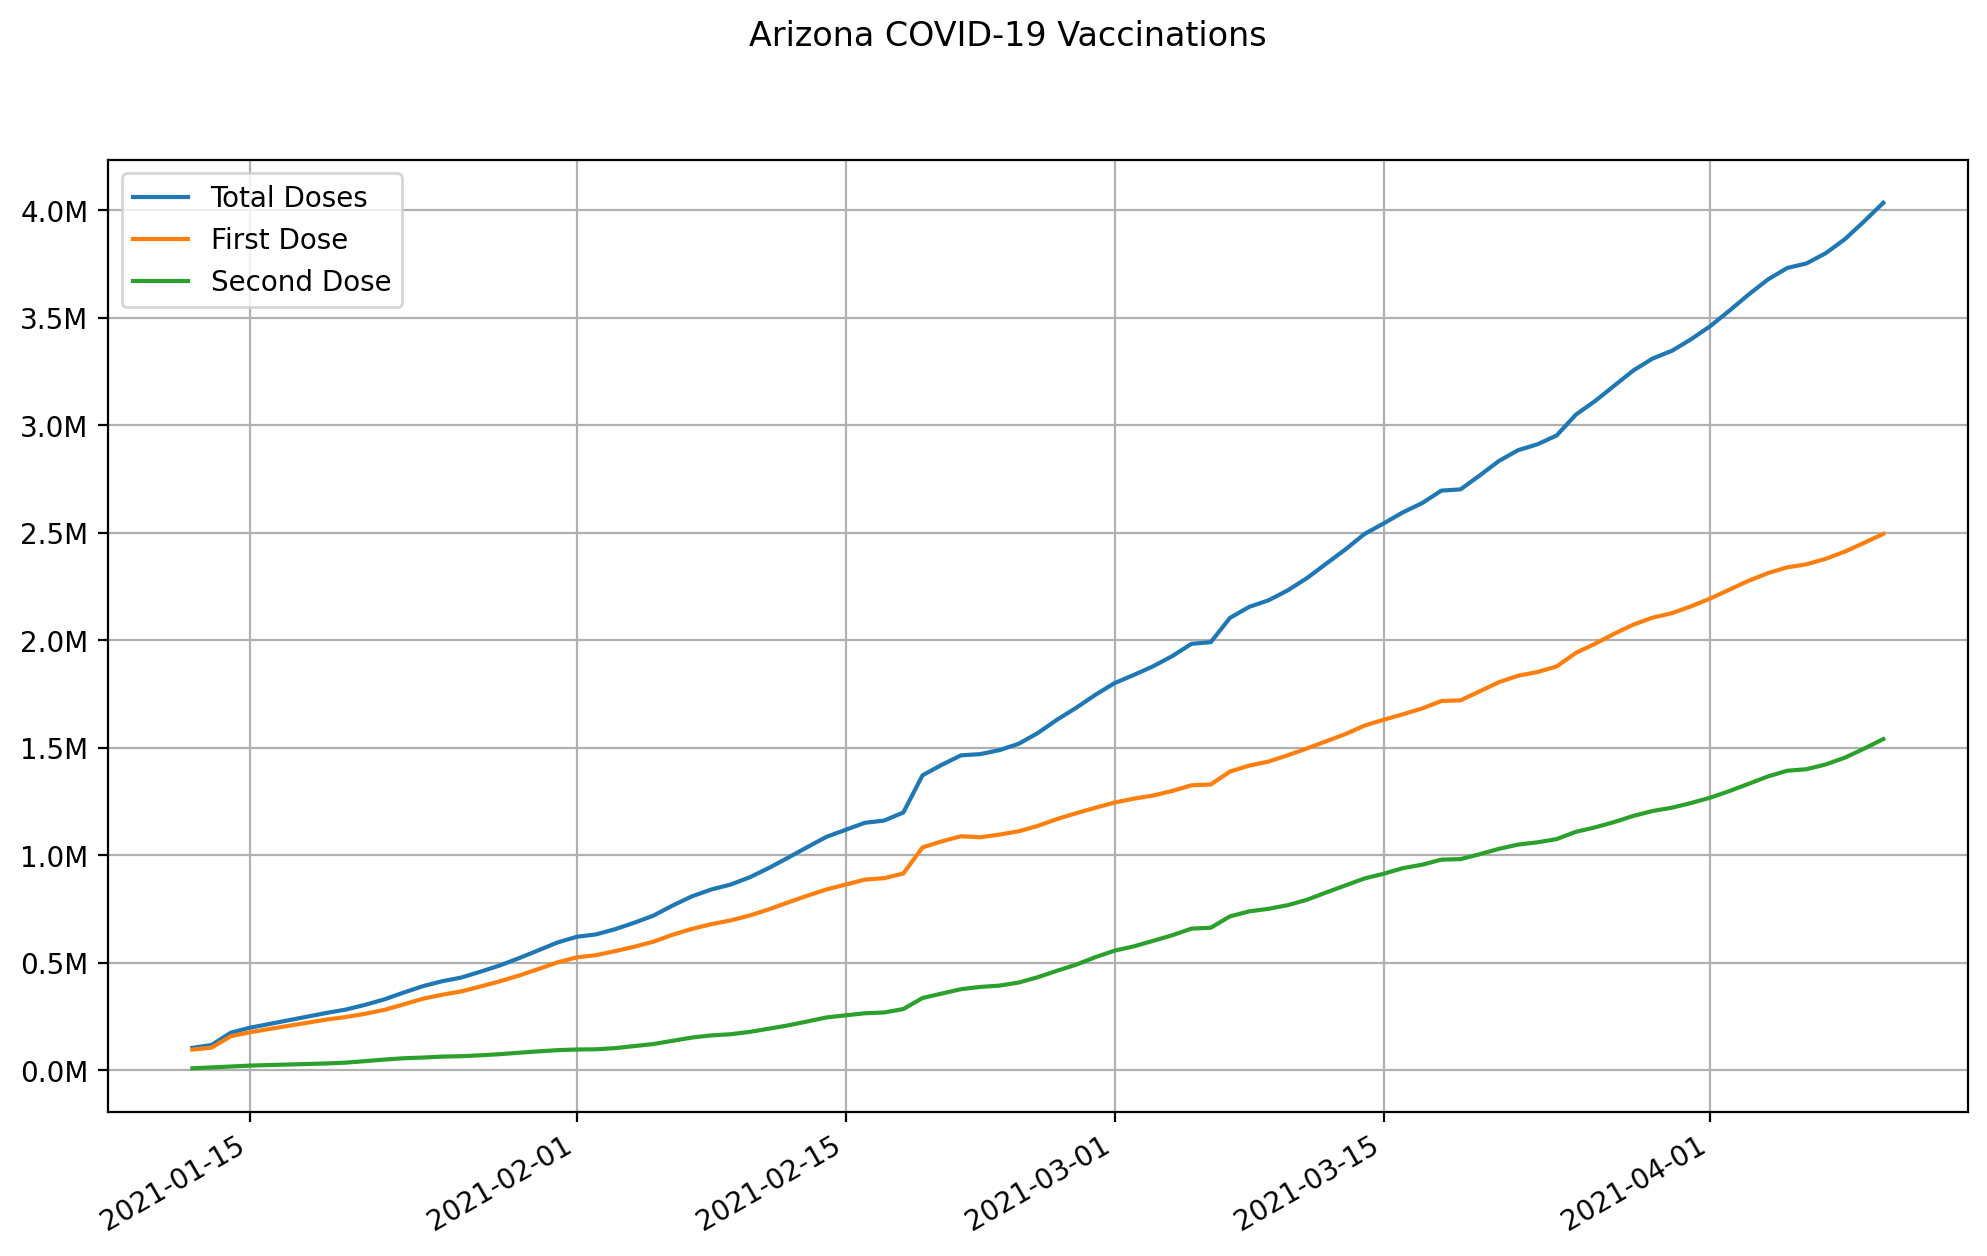 Arizona COVID-19 Vaccinations
Total Doses
First Dose
Second Dose
4.0M
3.5M
3.0M
2.5M
2.0M
1.5M
1.0M
0.5M
0.0M
2021-01-15
2021-02-01
2021-02-15
2021-03-01
2021-03-15
2021-04-01